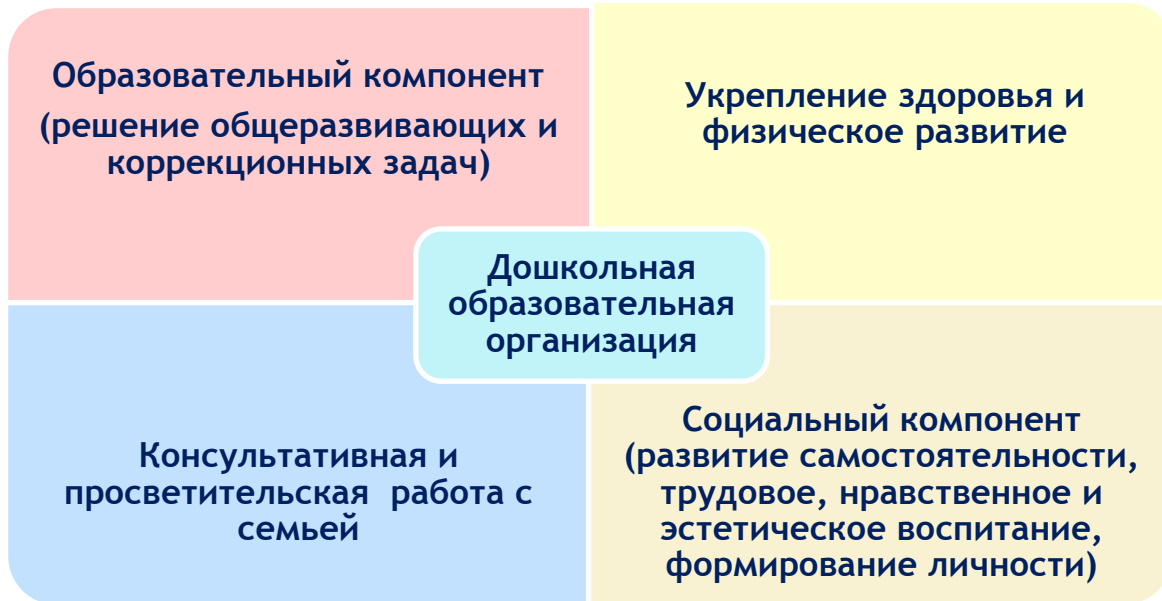 Образовательный компонент
(решение общеразвивающих и
коррекционных задач)
Укрепление здоровья и
физическое развитие
Дошкольная
образовательная
организация
Консультативная и
просветительская работа с
семьей
Социальный компонент
(развитие самостоятельности,
трудовое, нравственное и
эстетическое воспитание,
формирование личности)